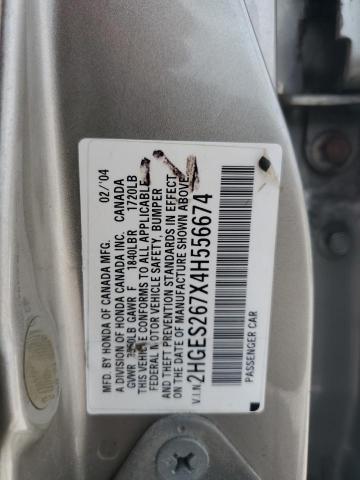 MFD. BY HONDA OF CANADA MFG. 02/'04
A DIVISION OF HONDA CANADA INC. CANADA
GVWR LB GAWR F 1840LBR 1720LB
THIS VEHICLE CONFORMS TO ALL APPLICABLE
FEDERAL MOTOR VEHICLE SAFETY, BUMPER
AND THEFT PREVENTION STANDARDS IN EFFECT
ON THE DATE OF MANUFACTURE SHOWN ABOVE.
V.I.N: 2HGES267X4H556674
PASSENGER CAR